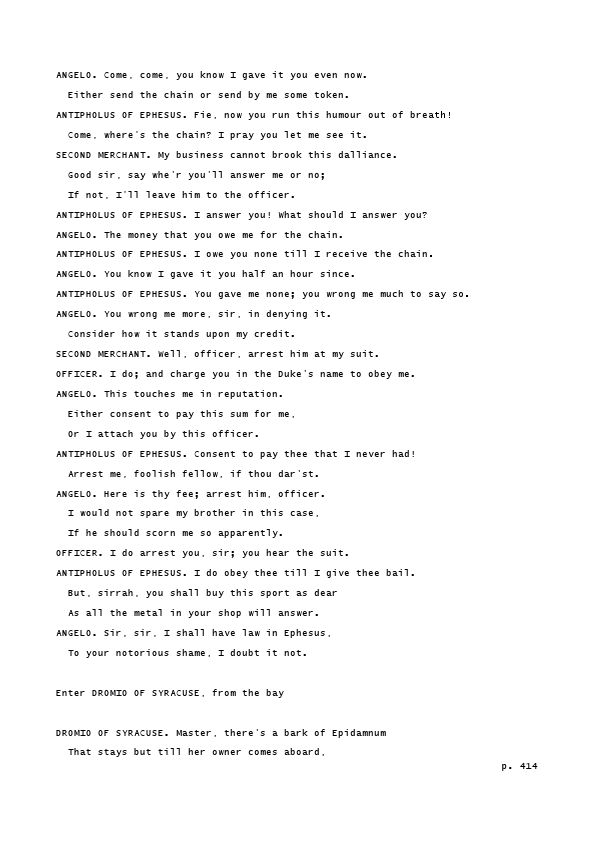 ANGELO. Come, come, you know I gave it you even now.
Either send the chain or send by me some token.
ANTIPHOLUS OF EPHESUS. Fie, now you run this humour out of breath!
Come, where's the chain? I pray you let me see it.
SECOND MERCHANT. My business cannot brook this dalliance.
Good sir, say whe'r you'll answer me or no;
If not, I'll leave him to the officer.
ANTIPHOLUS OF EPHESUS. I answer you! What should I answer you?
ANGELO. The money that you owe me for the chain.
ANTIPHOLUS OF EPHESUS. I owe you none till I receive the chain.
ANGELO. You know I gave it you half an hour since.
ANTIPHOLUS OF EPHESUS. You gave me none; you wrong me much to say so.
ANGELO. You wrong me more, sir, in denying it.
Consider how it stands upon my credit.
SECOND MERCHANT. Well, officer, arrest him at my suit.
OFFICER. I do; and charge you in the Duke's name to obey me.
ANGELO. This touches me in reputation.
Either consent to pay this sum for me,
Or I attach you by this officer.
ANTIPHOLUS OF EPHESUS. Consent to pay thee that I never had!
Arrest me, foolish fellow, if thou dar'st.
ANGELO. Here is thy fee; arrest him, officer.
I would not spare my brother in this case,
If he should scorn me so apparently.
OFFICER. I do arrest you, sir; you hear the suit.
ANTIPHOLUS OF EPHESUS. I do obey thee till I give thee bail.
But, sirrah, you shall buy this sport as dear
As all the metal in your shop will answer.
ANGELO. Sir, sir, I shall have law in Ephesus,
To your notorious shame, I doubt it not.
Enter DROMIO OF SYRACUSE, from the bay
DROMIO OF SYRACUSE. Master, there's a bark of Epidamnum
That stays but till her owner comes aboard,
p. 414